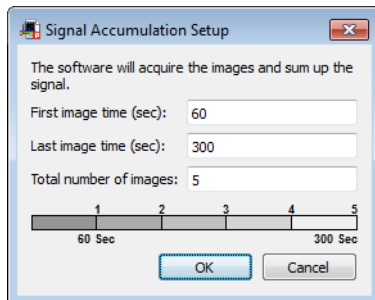 Signal Accumulation Setup
The software will acquire the images and sum up the
signal.
First image time (sec): 60
Last image time (sec): 300
Total number of images: 5
1 2 3 4 5
60 Sec 300 Sec
OK Cancel